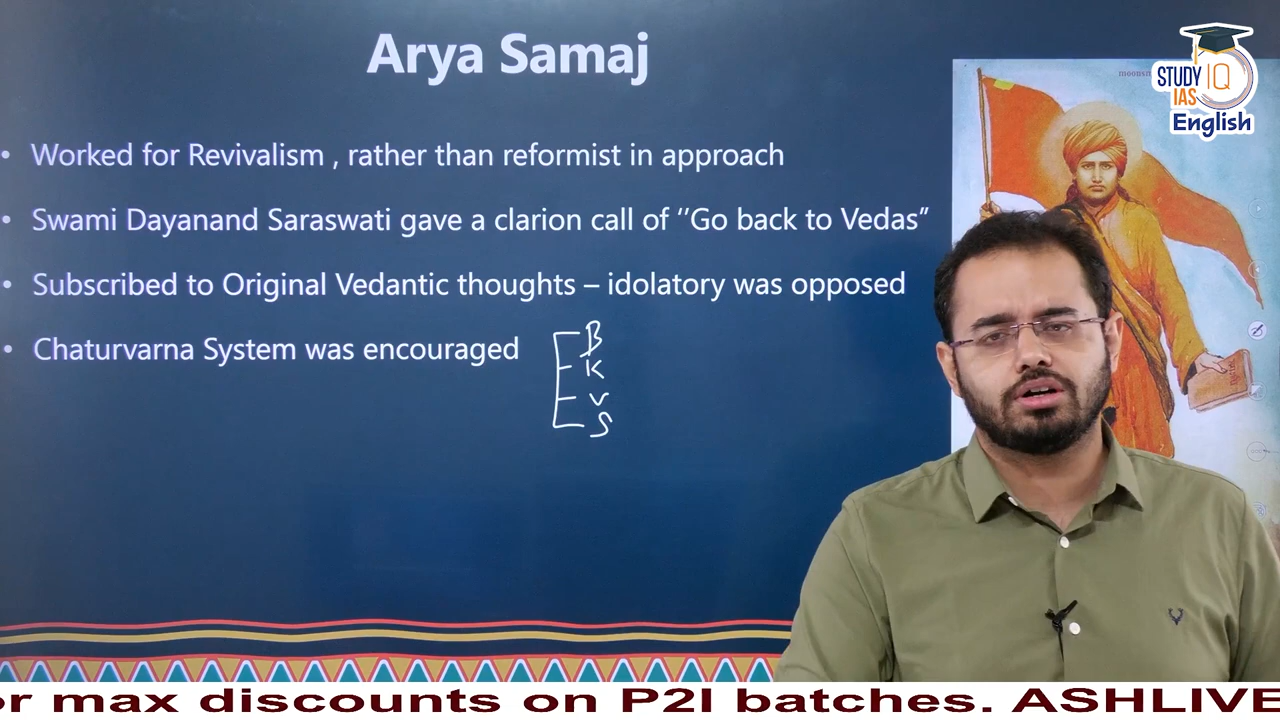 Arya Samaj
STUDY IQ
IAS
English
moonsm
• Worked for Revivalism , rather than reformist in approach
• Swami Dayanand Saraswati gave a clarion call of ‘’Go back to Vedas”
• Subscribed to Original Vedantic thoughts – idolatory was opposed
• Chaturvarna System was encouraged
B
K
V
S
or max discounts on P2I batches. ASHLIVE